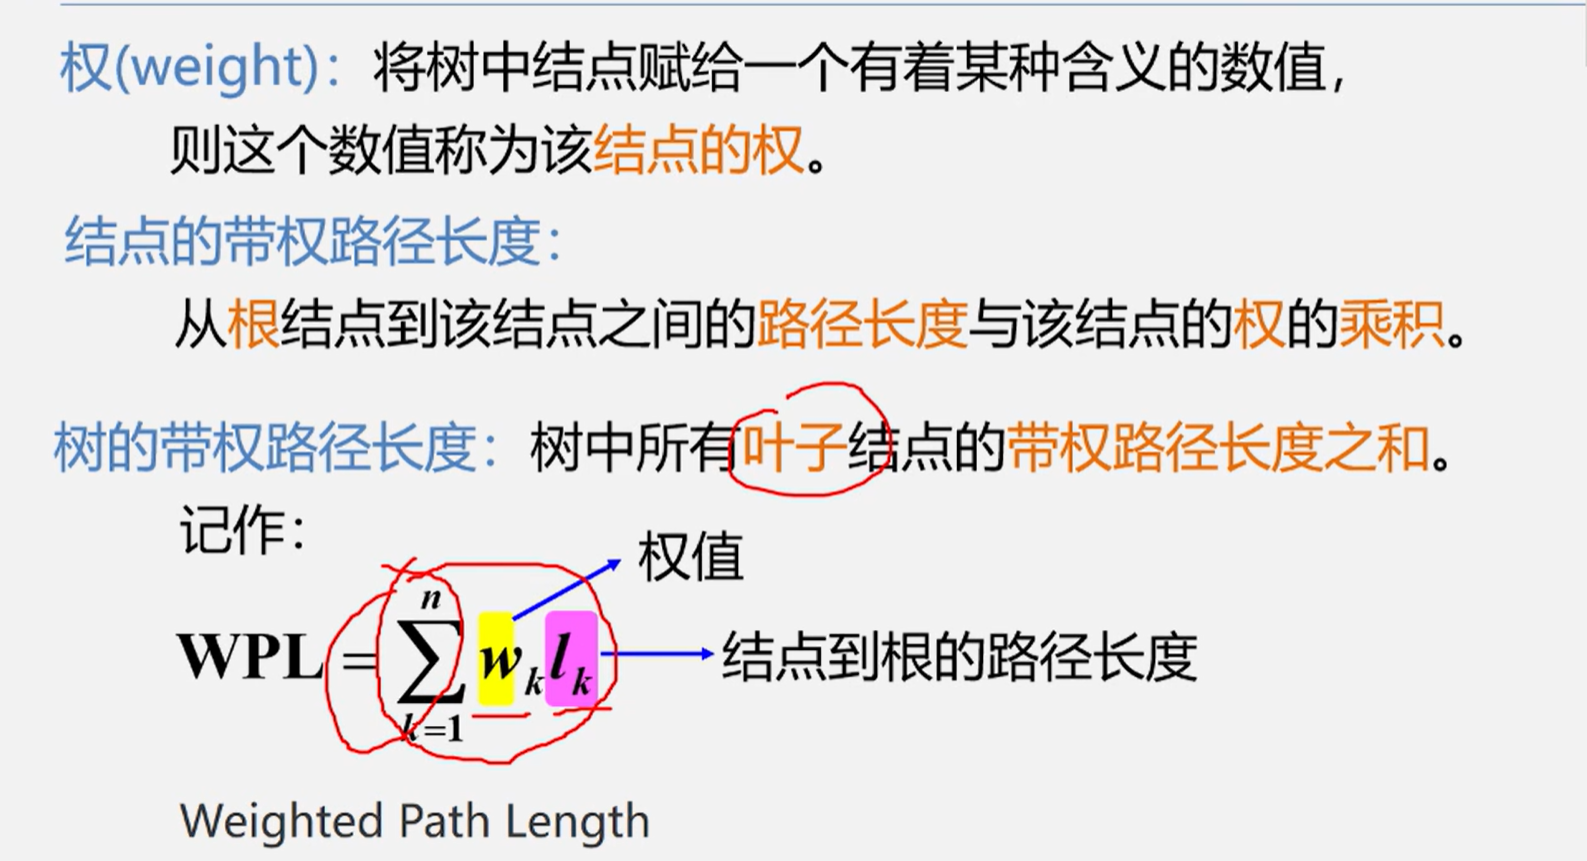 权(weight)：将树中结点赋给一个有着某种含义的数值，
则这个数值称为该结点的权。
结点的带权路径长度：
从根结点到该结点之间的路径长度与该结点的权的乘积。
树的带权路径长度：树中所有叶子结点的带权路径长度之和。
记作：
权值
WPL = ∑ₖ₌₁ⁿ wₖlₖ
结点到根的路径长度
Weighted Path Length